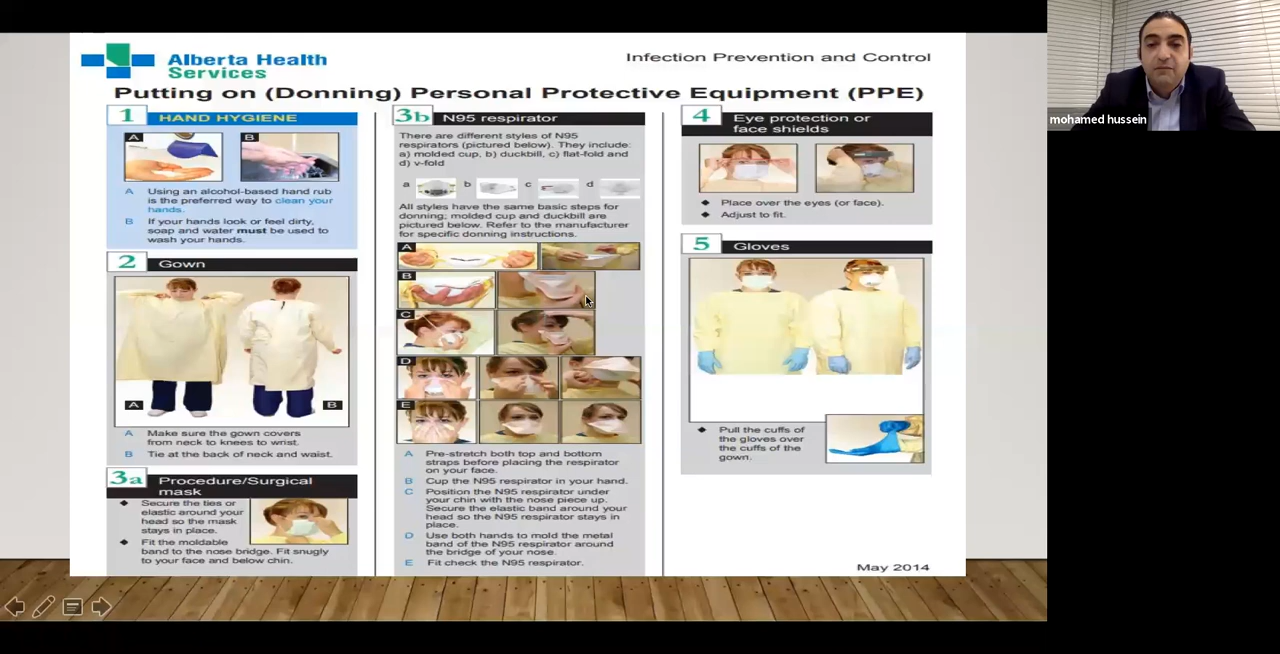 Alberta Health
Services
Infection Prevention and Control
Putting on (Donning) Personal Protective Equipment (PPE)
1 HAND HYGIENE
A B
A Using an alcohol-based hand rub
is the preferred way to clean your
hands.
B If your hands look or feel dirty,
soap and water must be used to
wash your hands.
2 Gown
A B
A Make sure the gown covers
from neck to knees to wrist.
B Tie at the back of neck and waist.
3a Procedure/Surgical
mask
◆ Secure the ties or
elastic around your
head so the mask
stays in place.
◆ Fit the moldable
band to the nose bridge. Fit snugly
to your face and below chin.
3b N95 respirator
There are different styles of N95
respirators (pictured below). They include:
a) molded cup, b) duckbill, c) flat-fold and
d) v-fold
a b c d
All styles have the same basic steps for
donning; molded cup and duckbill are
pictured below. Refer to the manufacturer
for specific donning instructions.
A
B
C
D
E
A Pre-stretch both top and bottom
straps before placing the respirator
on your face.
B Cup the N95 respirator in your hand.
C Position the N95 respirator under
your chin with the nose piece up.
Secure the elastic band around your
head so the N95 respirator stays in
place.
D Use both hands to mold the metal
band of the N95 respirator around
the bridge of your nose.
E Fit check the N95 respirator.
4 Eye protection or
face shields
◆ Place over the eyes (or face).
◆ Adjust to fit.
5 Gloves
◆ Pull the cuffs of
the gloves over
the cuffs of the
gown.
May 2014
mohamed hussein